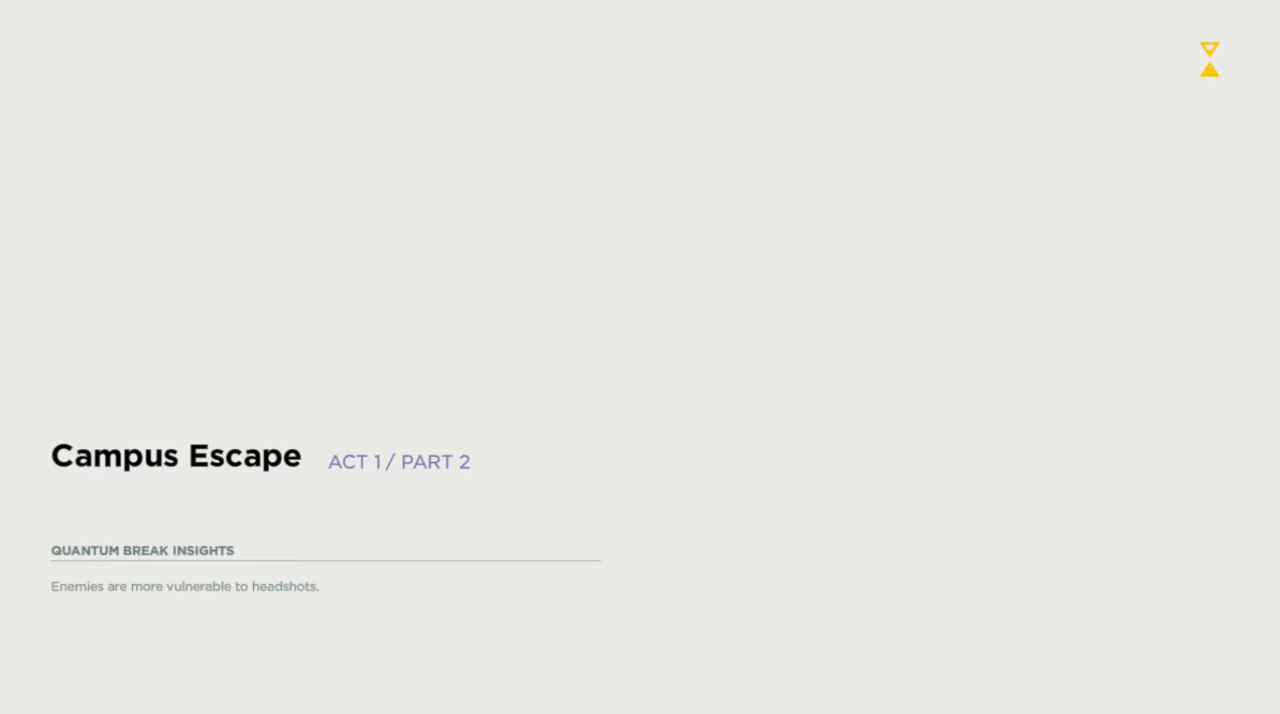 Campus Escape ACT 1 / PART 2
QUANTUM BREAK INSIGHTS
Enemies are more vulnerable to headshots.